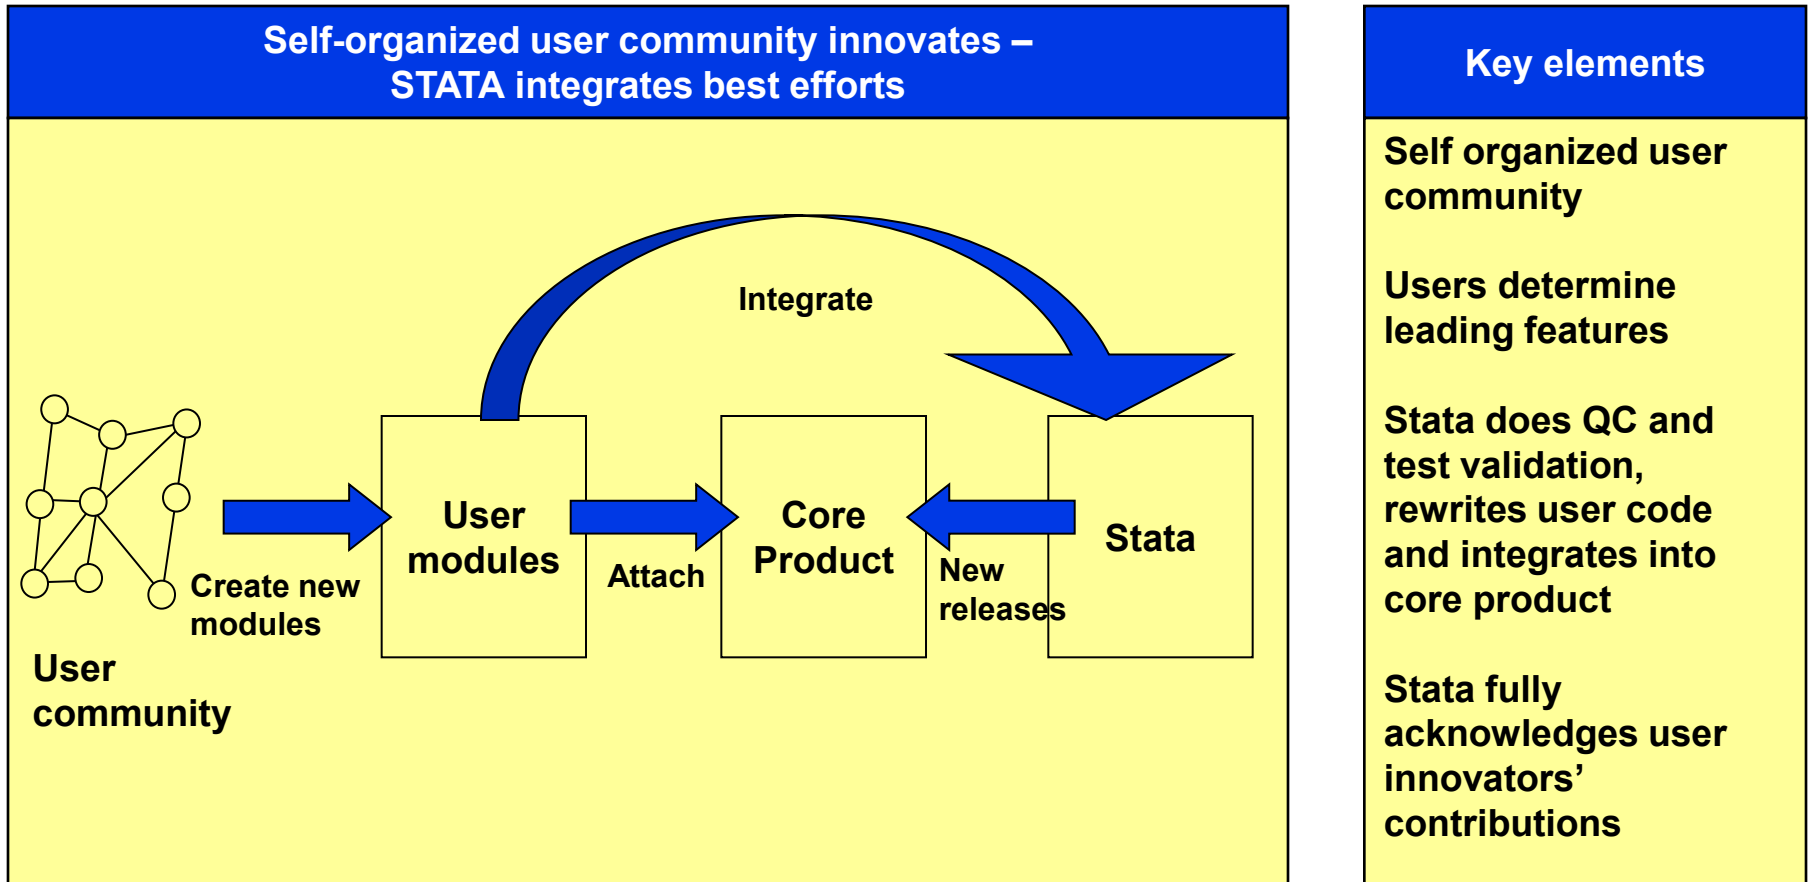 Self-organized user community innovates –
STATA integrates best efforts
Integrate
User
modules
Core
Product
Stata
Attach
New
releases
Create new
modules
User
community
Key elements
Self organized user
community
Users determine
leading features
Stata does QC and
test validation,
rewrites user code
and integrates into
core product
Stata fully
acknowledges user
innovators’
contributions